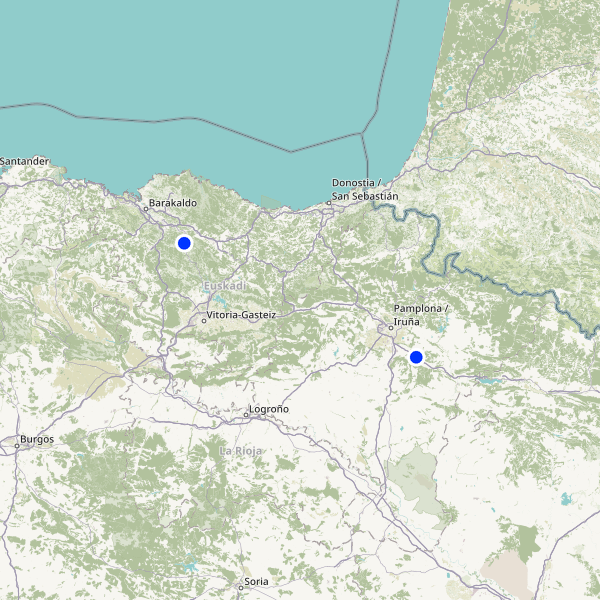 Santander
Donostia /
San Sebastián
Barakaldo
Euskadi
Vitoria-Gasteiz
Pamplona /
Iruña
Logroño
Burgos
La Rioja
Soria